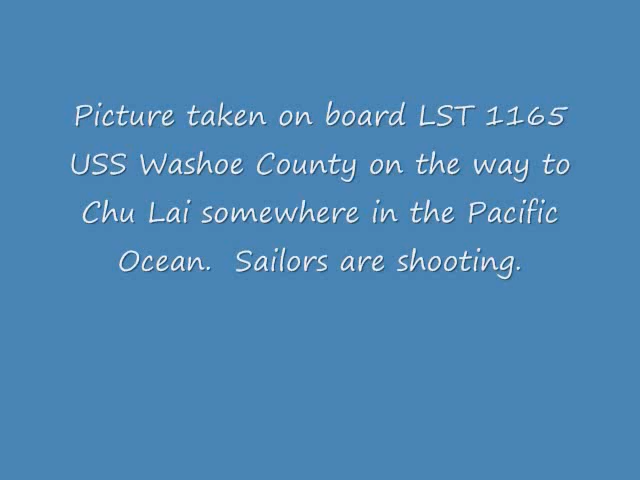 Picture taken on board LST 1165
USS Washoe County on the way to
Chu Lai somewhere in the Pacific
Ocean.  Sailors are shooting.